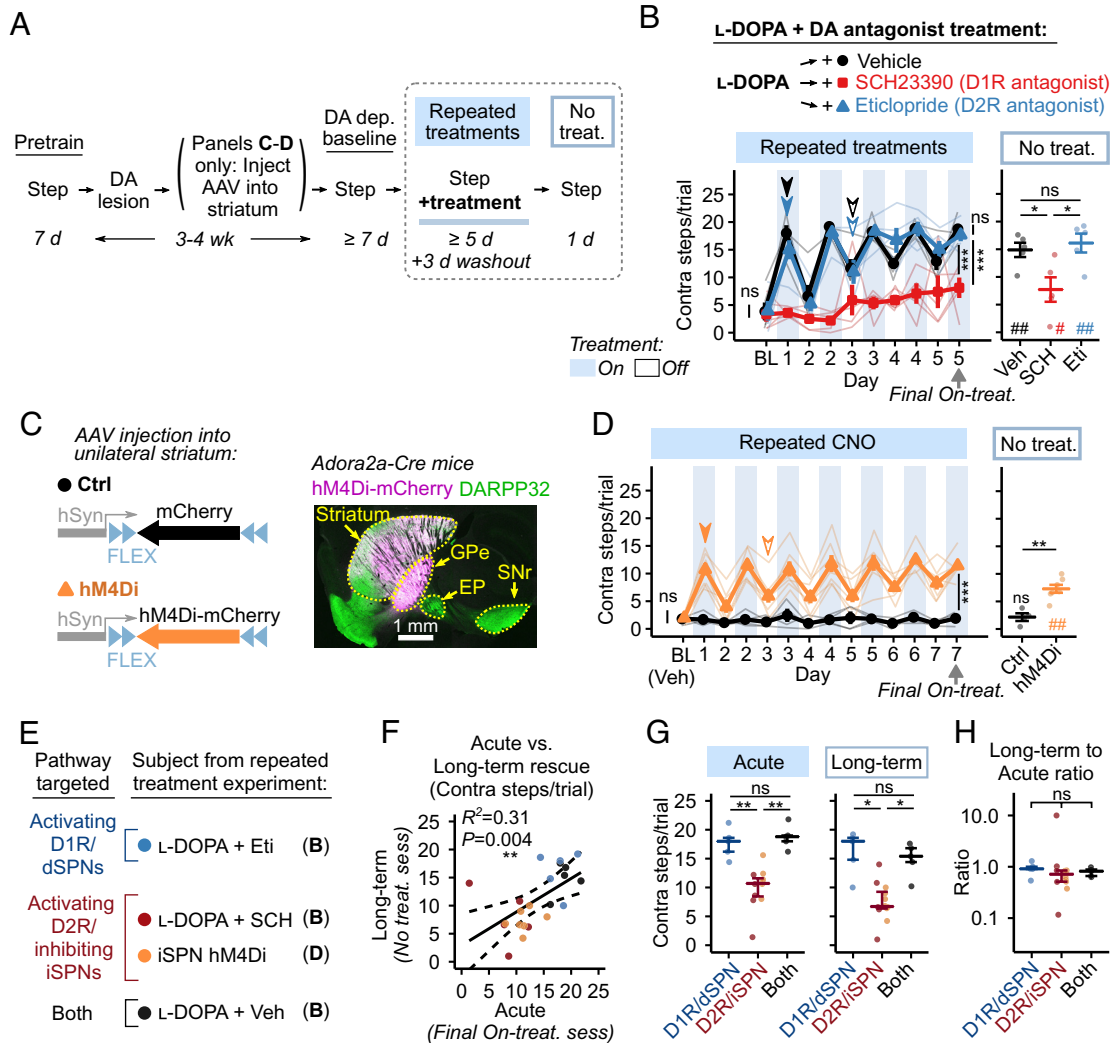 A
Pretrain
Step
7 d
DA
lesion
Panels C-D
only: Inject
AAV into
striatum
3-4 wk
DA dep.
baseline
Step
≥ 7 d
Repeated
treatments
Step
+treatment
≥ 5 d
+3 d washout
No
treat.
Step
1 d
B
L-DOPA + DA antagonist treatment:
L-DOPA
+ Vehicle
+ SCH23390 (D1R antagonist)
+ Eticlopride (D2R antagonist)
Repeated treatments
No treat.
Contra steps/trial
25
20
15
10
5
0
ns
ns
***
***
BL 1 2 2 3 3 4 4 5 5
Day
Final On-treat.
Treatment:
On Off
ns
* *
## # ##
Veh
SCH
Eti
C
AAV injection into
unilateral striatum:
Ctrl
hSyn
mCherry
FLEX
hM4Di
hSyn
hM4Di-mCherry
FLEX
Adora2a-Cre mice
hM4Di-mCherry DARPP32
Striatum
GPe
SNr
EP
1 mm
D
Repeated CNO
No treat.
Contra steps/trial
25
20
15
10
5
0
ns
***
BL 1 2 2 3 3 4 4 5 5 6 6 7 7
(Veh)
Day
Final On-treat.
**
ns
##
Ctrl
hM4Di
E
Pathway
targeted
Subject from repeated
treatment experiment:
Activating
D1R/
dSPNs
L-DOPA + Eti (B)
Activating
D2R/
inhibiting
iSPNs
L-DOPA + SCH (B)
iSPN hM4Di (D)
Both
L-DOPA + Veh (B)
F
Acute vs.
Long-term rescue
(Contra steps/trial)
R²=0.31
P=0.004
**
Long-term
(No treat. sess)
20
15
10
5
0
0 5 10 15 20 25
Acute
(Final On-treat. sess)
G
Acute
Long-term
Contra steps/trial
25
20
15
10
5
0
ns
** **
ns
* *
D1R/dSPN
D2R/iSPN
Both
D1R/dSPN
D2R/iSPN
Both
H
Long-term to
Acute ratio
ns
Ratio
10.0
1.0
0.1
D1R/dSPN
D2R/iSPN
Both